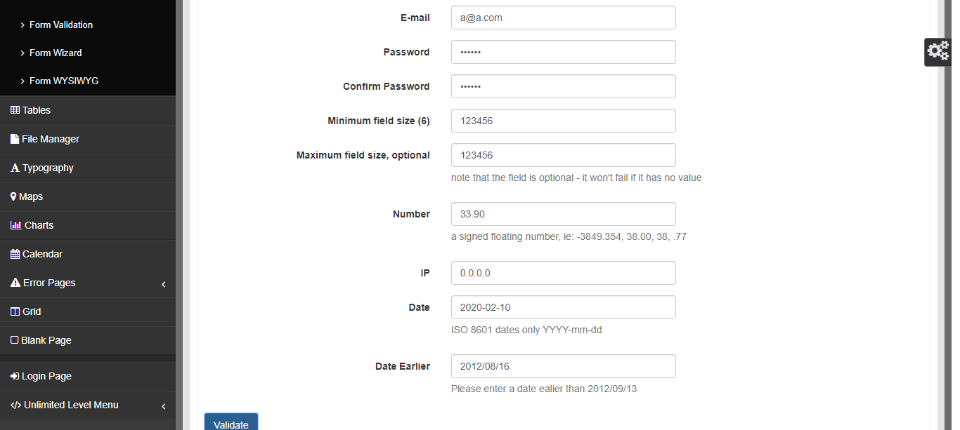 Form Validation
Form Wizard
Form WYSIWYG
Tables
File Manager
Typography
Maps
Charts
Calendar
Error Pages
Grid
Blank Page
Login Page
Unlimited Level Menu
E-mail a@a.com
Password ······
Confirm Password ······
Minimum field size (6) 123456
Maximum field size, optional 123456
note that the field is optional - it won't fail if it has no value
Number 33.90
a signed floating number, ie: -3849.354, 38.00, 38, .77
IP 0.0.0.0
Date 2020-02-10
ISO 8601 dates only YYYY-mm-dd
Date Earlier 2012/08/16
Please enter a date ealier than 2012/09/13
Validate